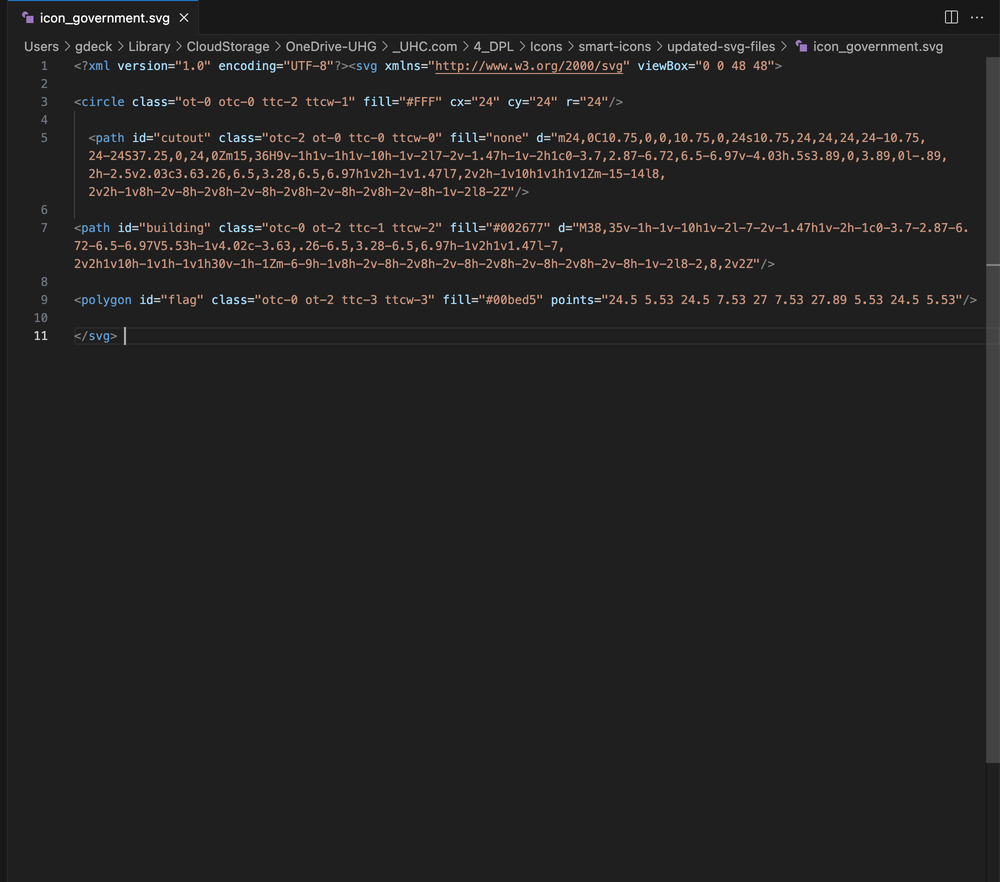 icon_government.svg
Users > gdeck > Library > CloudStorage > OneDrive-UHG > _UHC.com > 4_DPL > Icons > smart-icons > updated-svg-files > icon_government.svg
1 <?xml version="1.0" encoding="UTF-8"?><svg xmlns="http://www.w3.org/2000/svg" viewBox="0 0 48 48">
2
3 <circle class="ot-0 otc-0 ttc-2 ttcw-1" fill="#FFF" cx="24" cy="24" r="24"/>
4
5 <path id="cutout" class="otc-2 ot-0 ttc-0 ttcw-0" fill="none" d="m24,0C10.75,0,0,10.75,0,24s10.75,24,24,24,24-10.75,
24-24S37.25,0,24,0Zm15,36H9v-1h1v-1h1v-10h-1v-2l7-2v-1.47h-1v-2h1c0-3.7,2.87-6.72,6.5-6.97v-4.03h.5s3.89,0,3.89,0l-.89,
2h-2.5v2.03c3.63.26,6.5,3.28,6.5,6.97h1v2h-1v1.47l7,2v2h-1v10h1v1h1v1Zm-15-14l8,
2v2h-1v8h-2v-8h-2v8h-2v-8h-2v8h-2v-8h-2v8h-2v-8h-1v-2l8-2Z"/>
6
7 <path id="building" class="otc-0 ot-2 ttc-1 ttcw-2" fill="#002677" d="M38,35v-1h-1v-10h1v-2l-7-2v-1.47h1v-2h-1c0-3.7-2.87-6.
72-6.5-6.97V5.53h-1v4.02c-3.63,.26-6.5,3.28-6.5,6.97h-1v2h1v1.47l-7,
2v2h1v10h-1v1h-1v1h30v-1h-1Zm-6-9h-1v8h-2v-8h-2v8h-2v-8h-2v8h-2v-8h-2v8h-2v-8h-1v-2l8-2,8,2v2Z"/>
8
9 <polygon id="flag" class="otc-0 ot-2 ttc-3 ttcw-3" fill="#00bed5" points="24.5 5.53 24.5 7.53 27 7.53 27.89 5.53 24.5 5.53"/>
10
11 </svg>